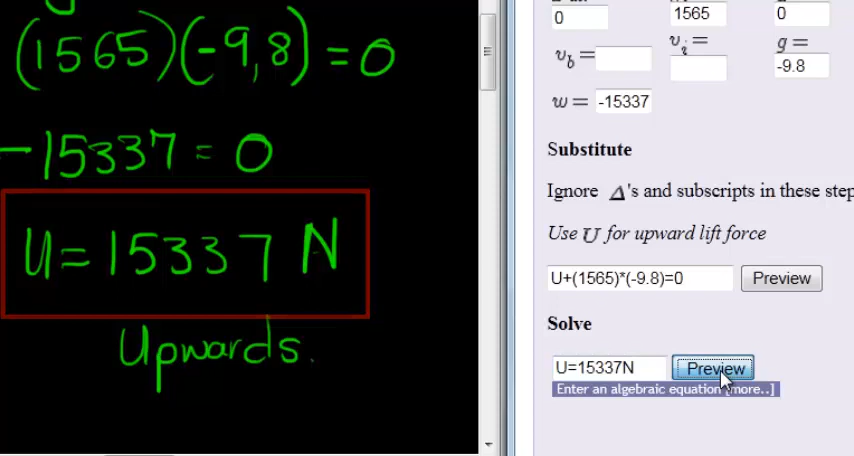 (1565)(-9,8)=0
-15337=0
U=15337 N
Upwards.
0
1565
0
v_b =
v_i =
g =
-9.8
w = -15337
Substitute
Ignore Δ's and subscripts in these step
Use U for upward lift force
U+(1565)*(-9.8)=0 Preview
Solve
U=15337N Preview
Enter an algebraic equation [more..]